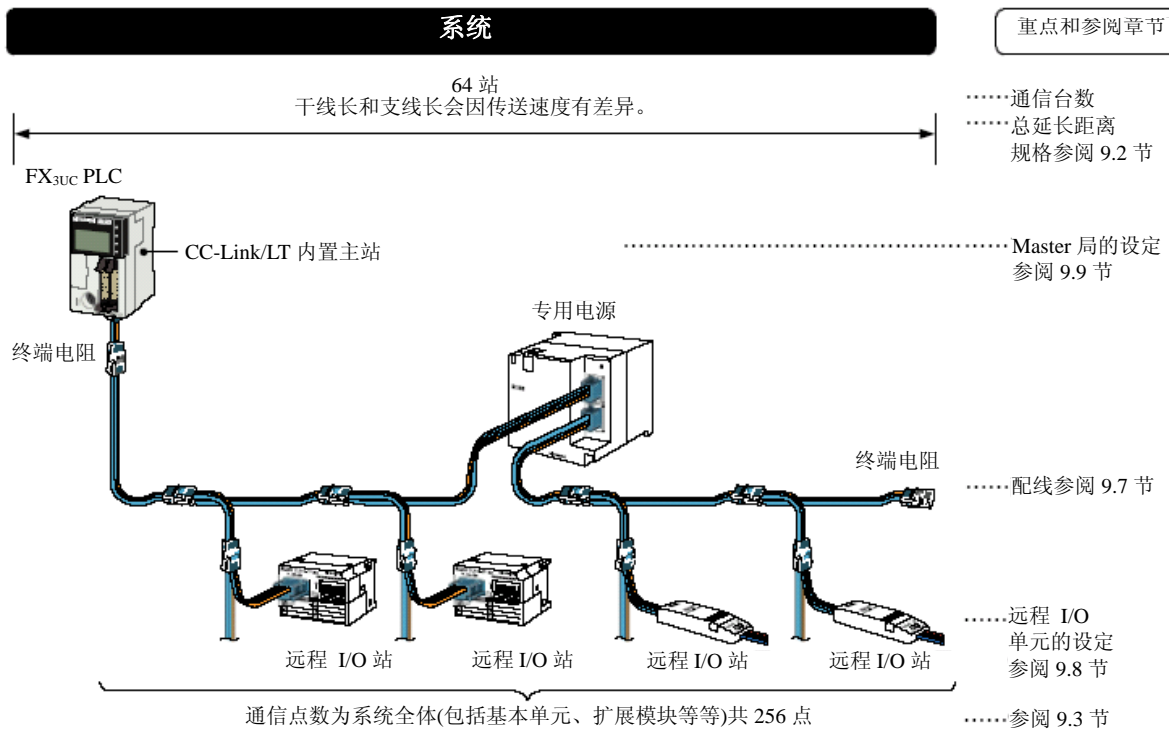 系统
重点和参阅章节
64 站
干线长和支线长会因传送速度有差异。
······通信台数
······总延长距离
规格参阅 9.2 节
FX3UC PLC
CC-Link/LT 内置主站
Master 局的设定
参阅 9.9 节
专用电源
终端电阻
终端电阻
······配线参阅 9.7 节
······远程 I/O
单元的设定
参阅 9.8 节
远程 I/O 站
远程 I/O 站
远程 I/O 站
远程 I/O 站
通信点数为系统全体(包括基本单元、扩展模块等等)共 256 点
······参阅 9.3 节